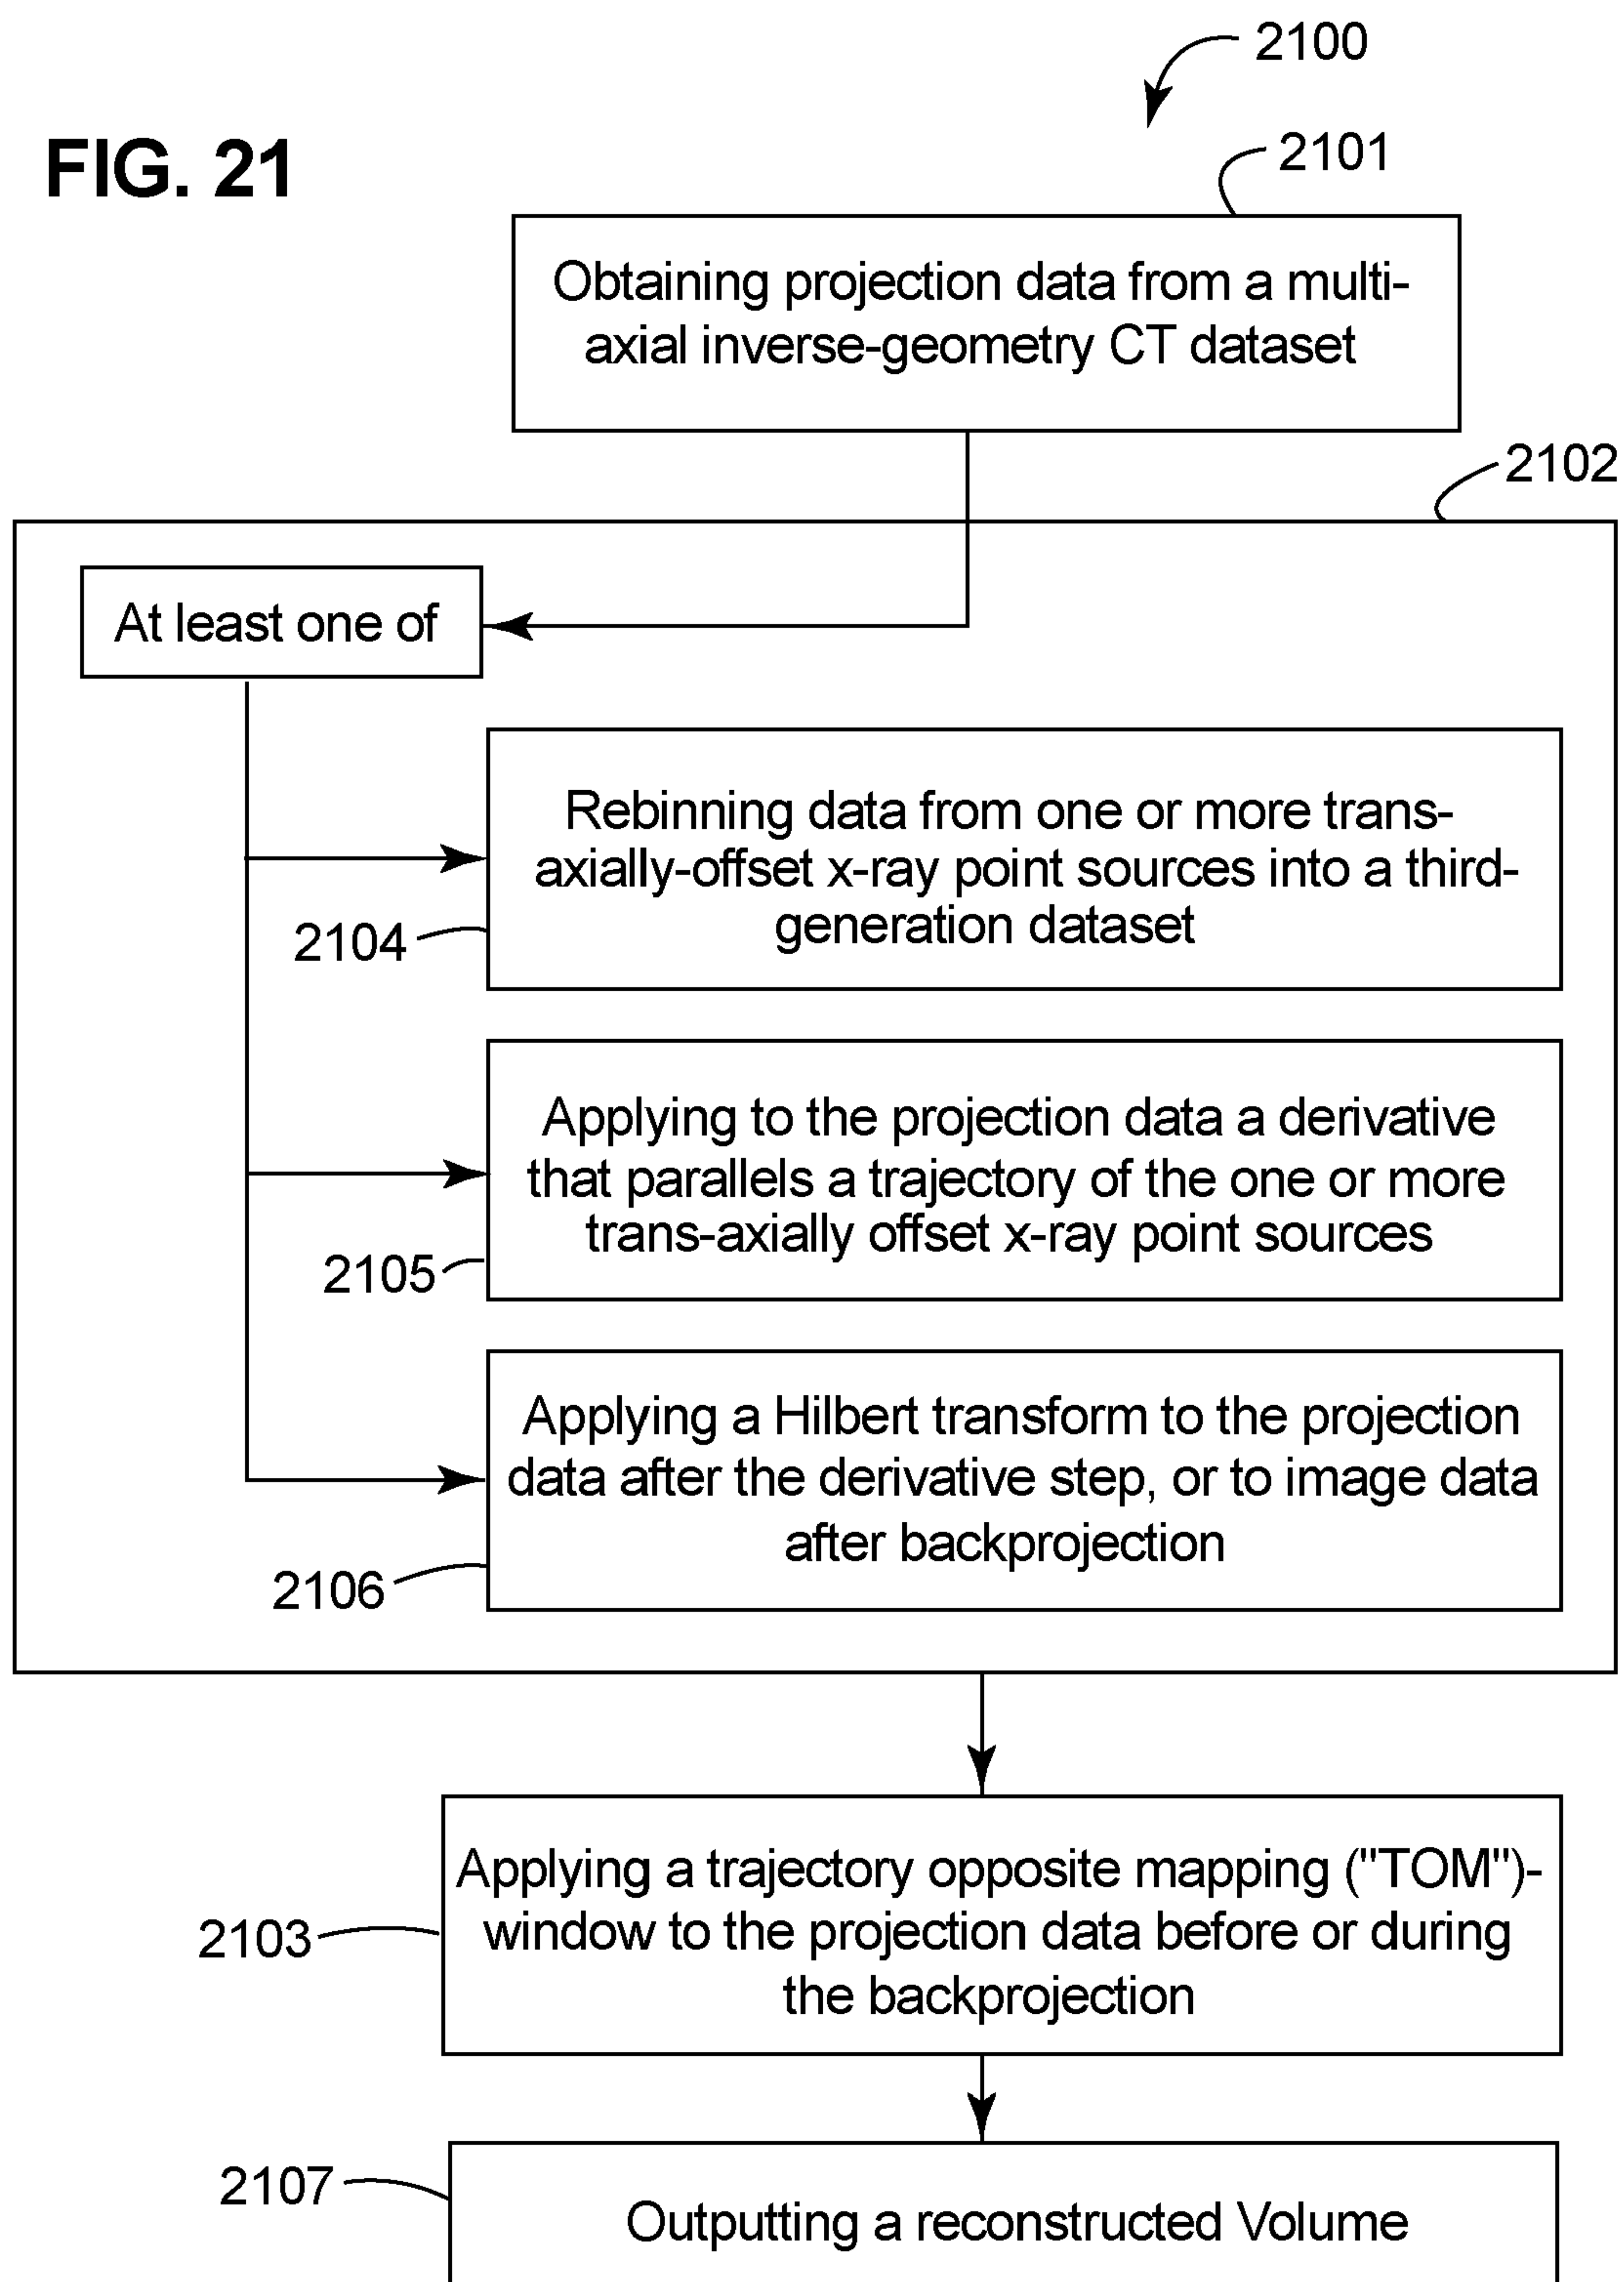 2100
FIG. 21
2101
Obtaining projection data from a multi-
axial inverse-geometry CT dataset
2102
At least one of
Rebinning data from one or more trans-
axially-offset x-ray point sources into a third-
generation dataset
2104
Applying to the projection data a derivative
that parallels a trajectory of the one or more
trans-axially offset x-ray point sources
2105
Applying a Hilbert transform to the projection
data after the derivative step, or to image data
after backprojection
2106
Applying a trajectory opposite mapping ("TOM")-
window to the projection data before or during
the backprojection
2103
2107
Outputting a reconstructed Volume